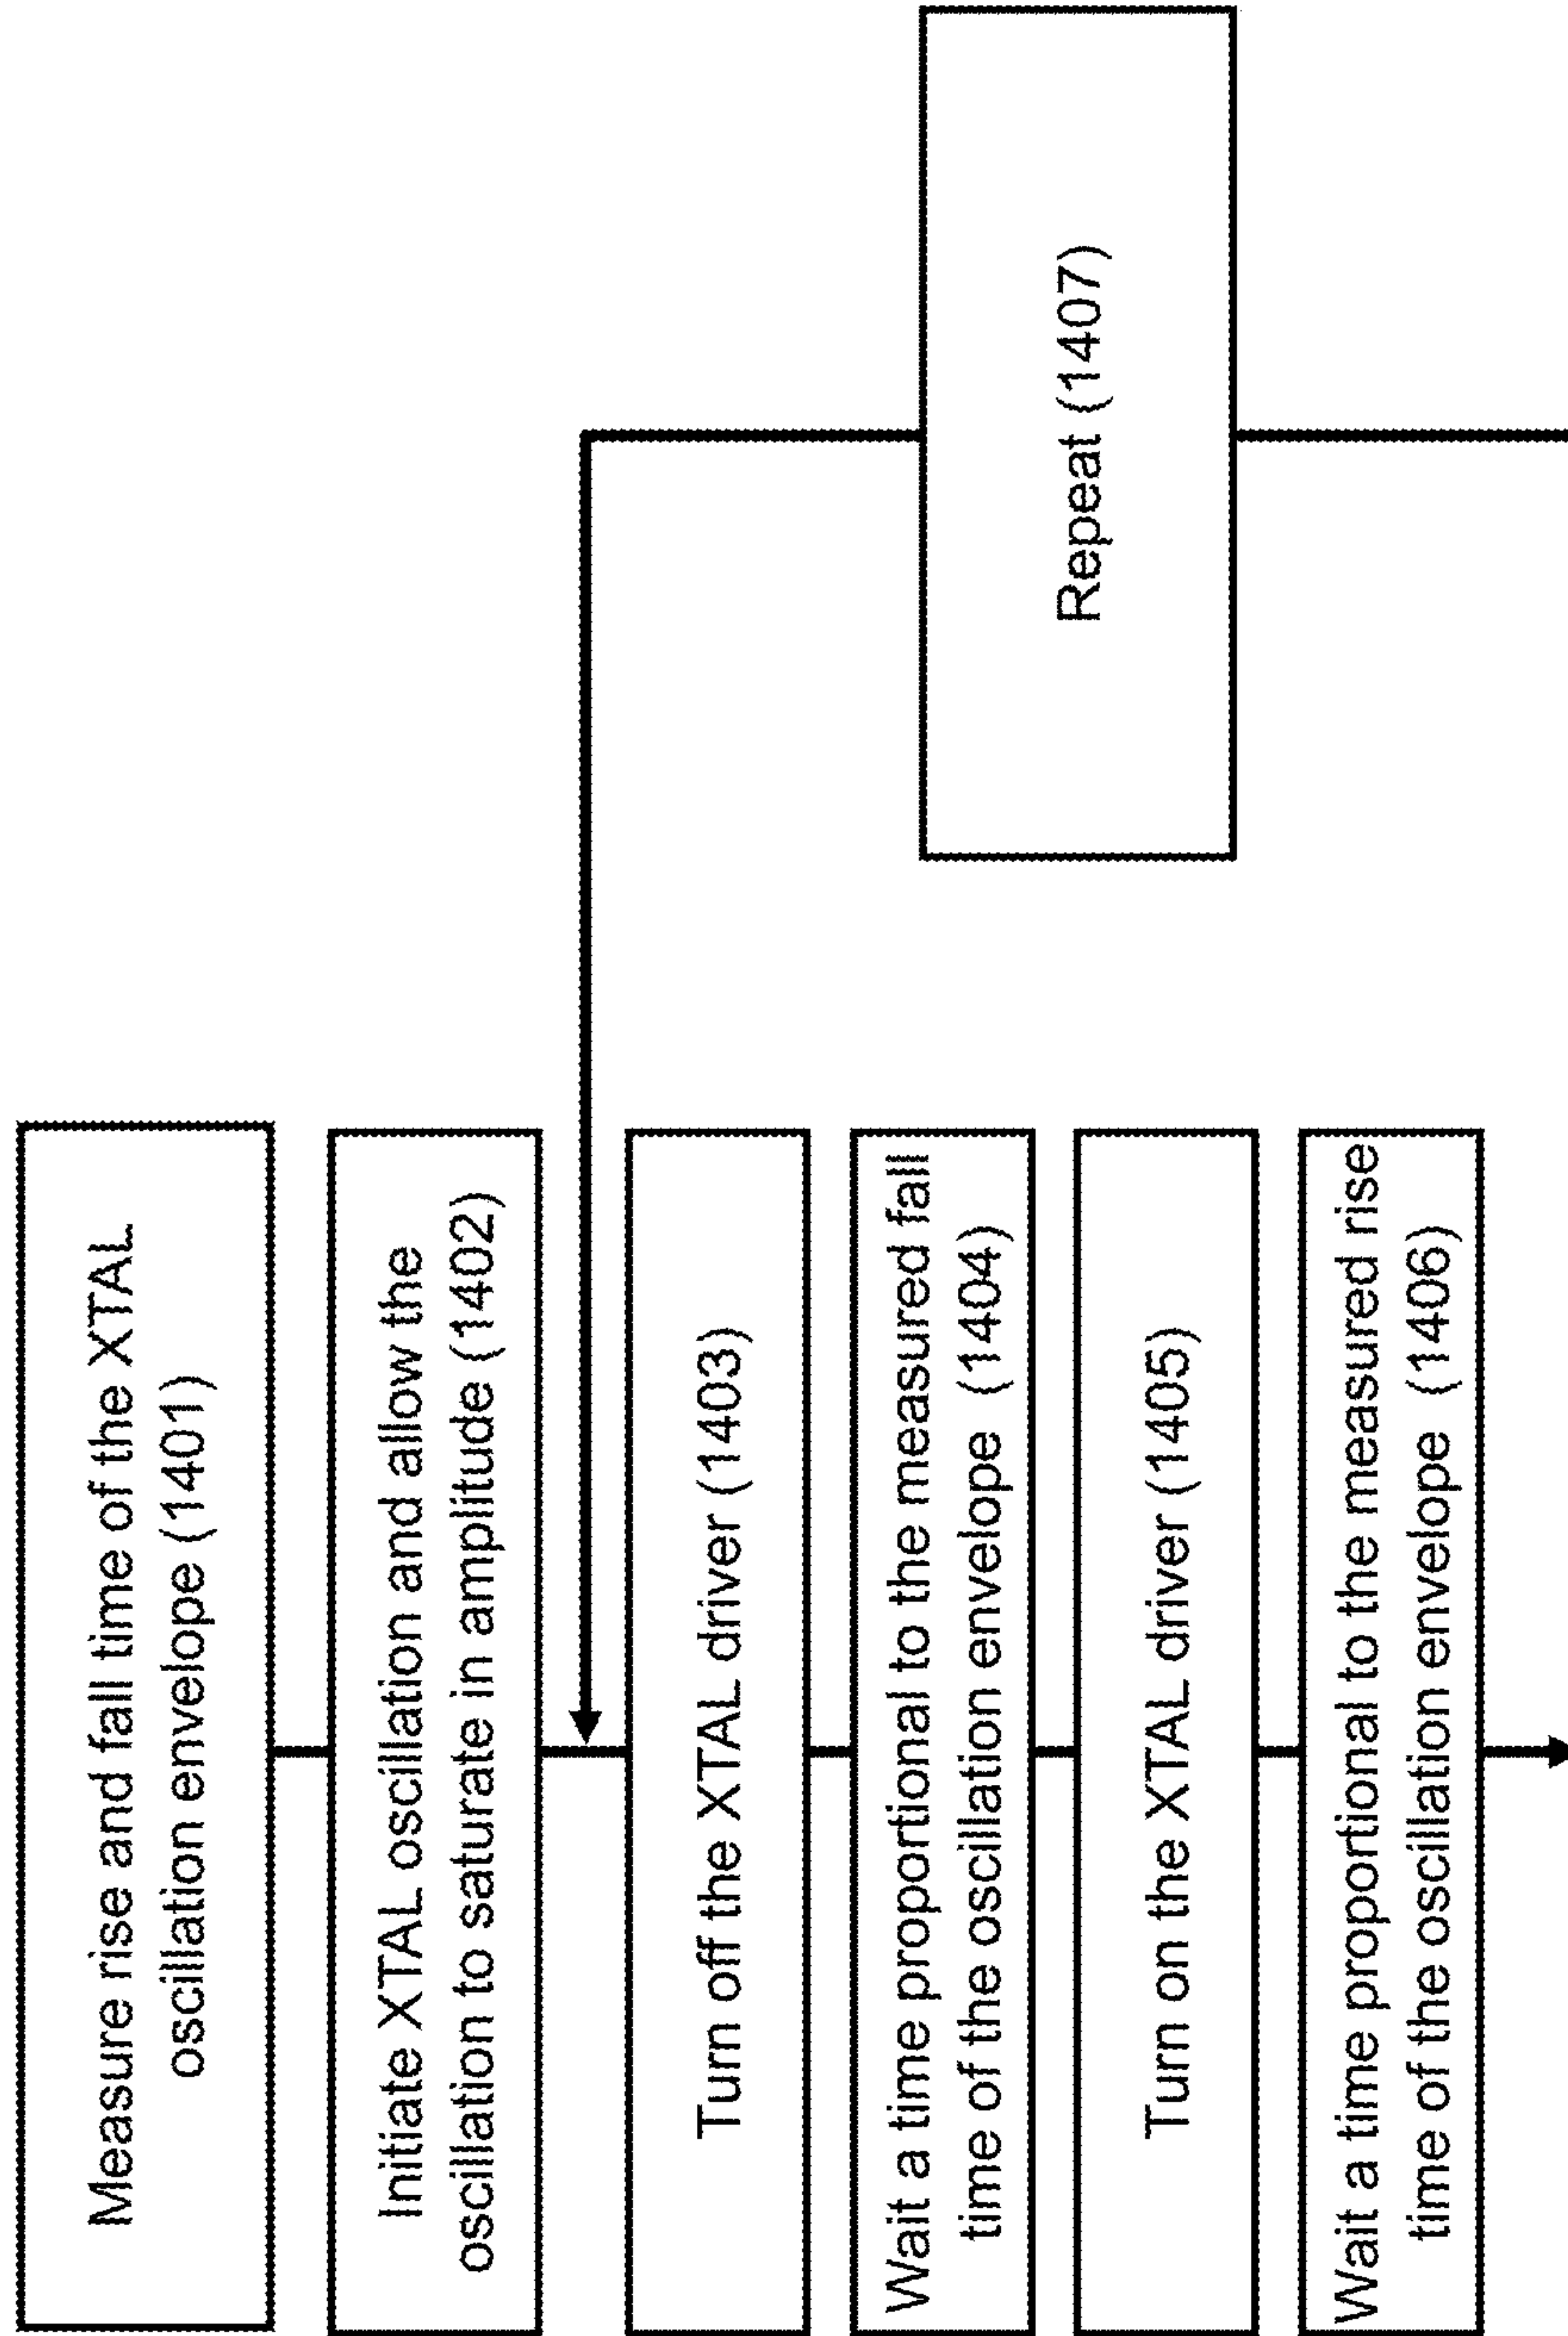 Measure rise and fall time of the XTAL
oscillation envelope (1401)
Initiate XTAL oscillation and allow the
oscillation to saturate in amplitude (1402)
Turn off the XTAL driver (1403)
Wait a time proportional to the measured fall
time of the oscillation envelope (1404)
Turn on the XTAL driver (1405)
Wait a time proportional to the measured rise
time of the oscillation envelope (1406)
Repeat (1407)